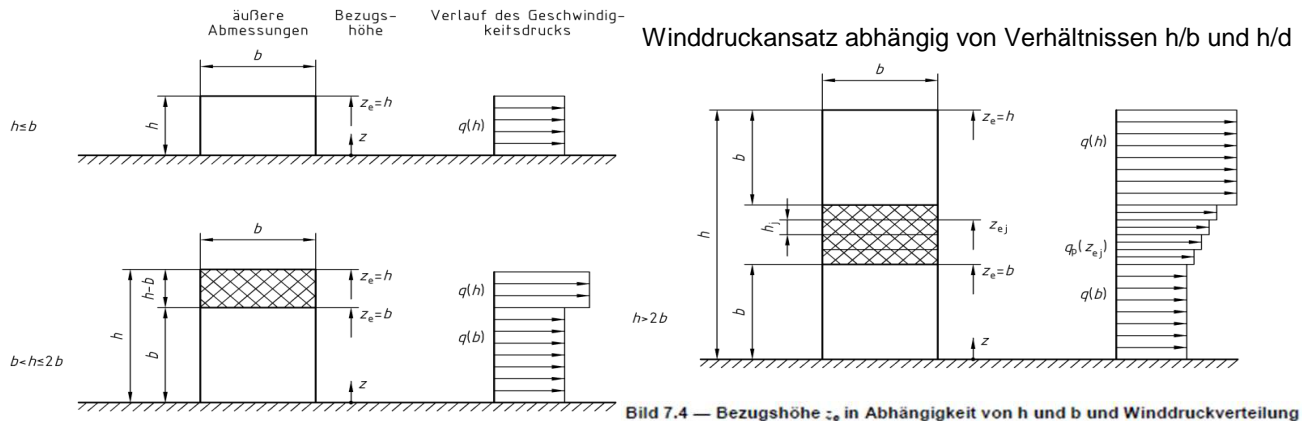 äußere Abmessungen
Bezugs-höhe
Verlauf des Geschwindig-keitsdrucks
h≤b
b
h
z_e=h
z
q(h)
b<h≤2b
b
h
h-b
b
z_e=h
z_e=b
z
q(h)
q(b)
Winddruckansatz abhängig von Verhältnissen h/b und h/d
h>2b
b
h
b
h_j
b
z_e=h
z_ej
z_e=b
z
q(h)
q_p(z_ej)
q(b)
Bild 7.4 — Bezugshöhe z_e in Abhängigkeit von h und b und Winddruckverteilung